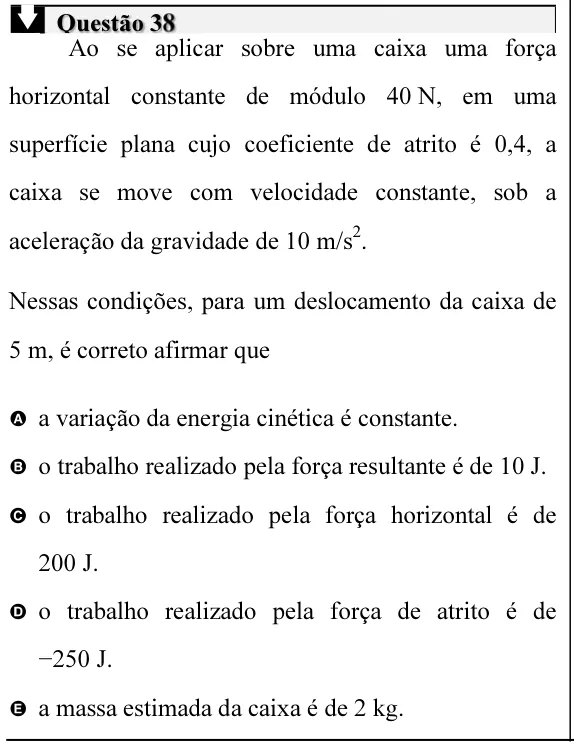 Questão 38
Ao se aplicar sobre uma caixa uma força
horizontal constante de módulo 40 N, em uma
superfície plana cujo coeficiente de atrito é 0,4, a
caixa se move com velocidade constante, sob a
aceleração da gravidade de 10 m/s².
Nessas condições, para um deslocamento da caixa de
5 m, é correto afirmar que
A a variação da energia cinética é constante.
B o trabalho realizado pela força resultante é de 10 J.
C o trabalho realizado pela força horizontal é de
200 J.
D o trabalho realizado pela força de atrito é de
−250 J.
E a massa estimada da caixa é de 2 kg.